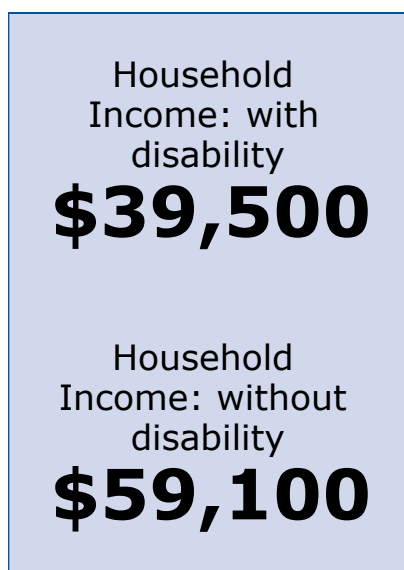 Household
Income: with
disability
$39,500
Household
Income: without
disability
$59,100